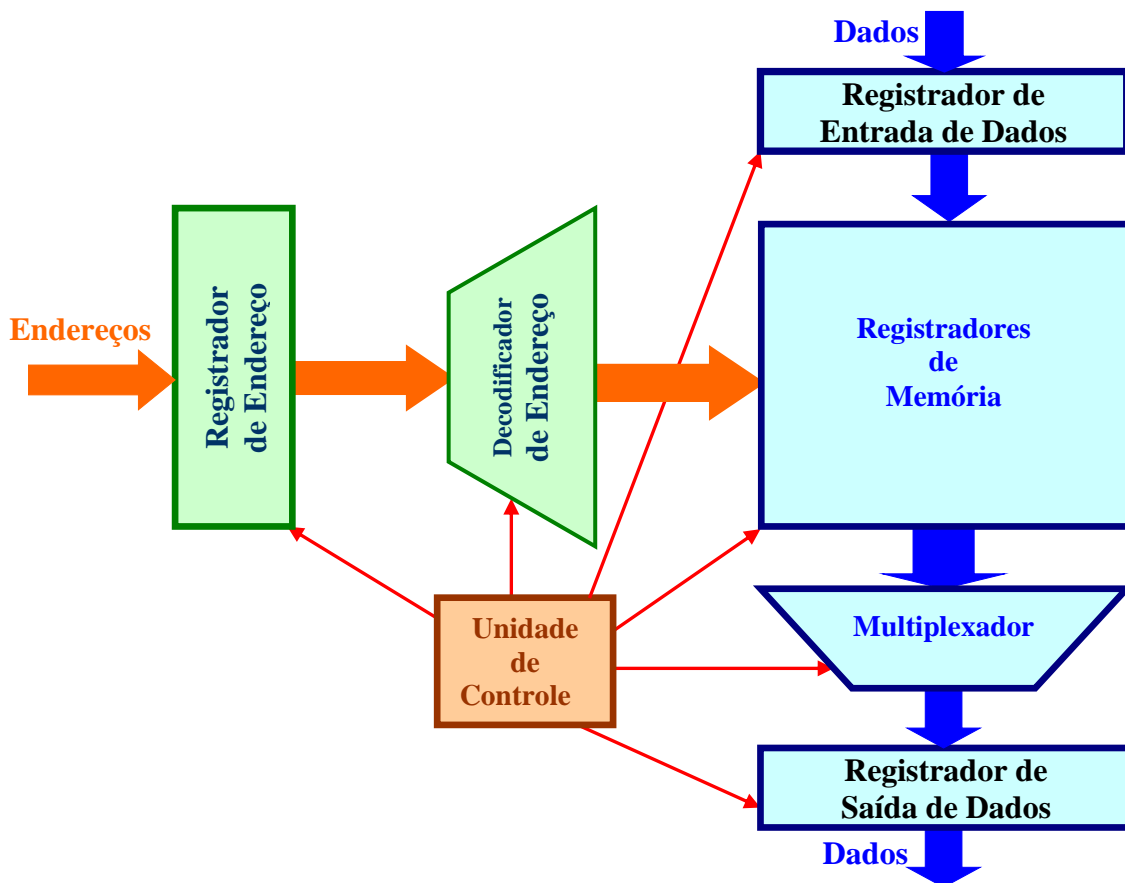 Dados
Registrador de
Entrada de Dados
Endereços
Registrador
de Endereço
Decodificador
de Endereço
Registradores
de
Memória
Unidade
de
Controle
Multiplexador
Registrador de
Saída de Dados
Dados